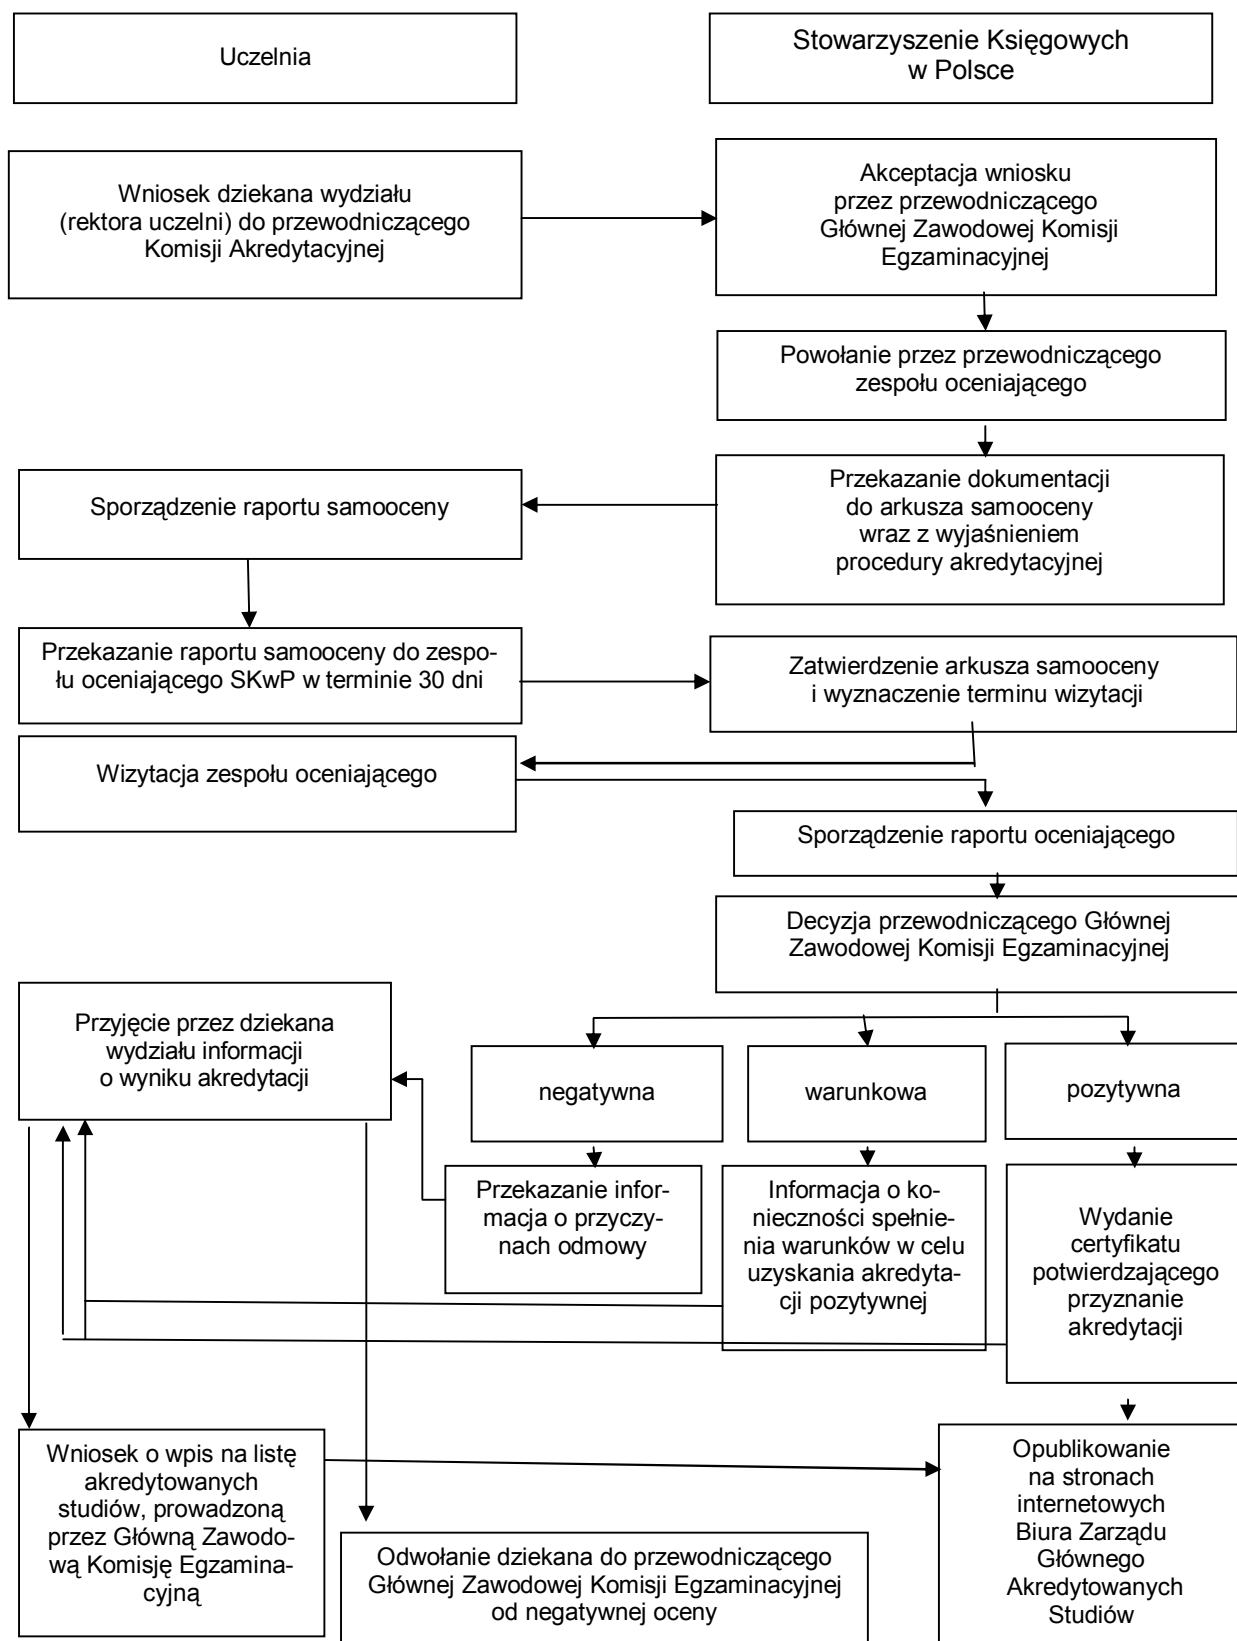 Uczelnia
Stowarzyszenie Księgowych
w Polsce
Wniosek dziekana wydziału
(rektora uczelni) do przewodniczącego
Komisji Akredytacyjnej
Akceptacja wniosku
przez przewodniczącego
Głównej Zawodowej Komisji
Egzaminacyjnej
Powołanie przez przewodniczącego
zespołu oceniającego
Sporządzenie raportu samooceny
Przekazanie dokumentacji
do arkusza samooceny
wraz z wyjaśnieniem
procedury akredytacyjnej
Przekazanie raportu samooceny do zespo-
łu oceniającego SKwP w terminie 30 dni
Zatwierdzenie arkusza samooceny
i wyznaczenie terminu wizytacji
Wizytacja zespołu oceniającego
Sporządzenie raportu oceniającego
Decyzja przewodniczącego Głównej
Zawodowej Komisji Egzaminacyjnej
Przyjęcie przez dziekana
wydziału informacji
o wyniku akredytacji
negatywna
warunkowa
pozytywna
Przekazanie infor-
macja o przyczy-
nach odmowy
Informacja o ko-
nieczności spełnie-
nia warunków w celu
uzyskania akredyta-
cji pozytywnej
Wydanie
certyfikatu
potwierdzającego
przyznanie
akredytacji
Wniosek o wpis na listę
akredytowanych
studiów, prowadzoną
przez Główną Zawodo-
wą Komisję Egzamina-
cyjną
Odwołanie dziekana do przewodniczącego
Głównej Zawodowej Komisji Egzaminacyjnej
od negatywnej oceny
Opublikowanie
na stronach
internetowych
Biura Zarządu
Głównego
Akredytowanych
Studiów